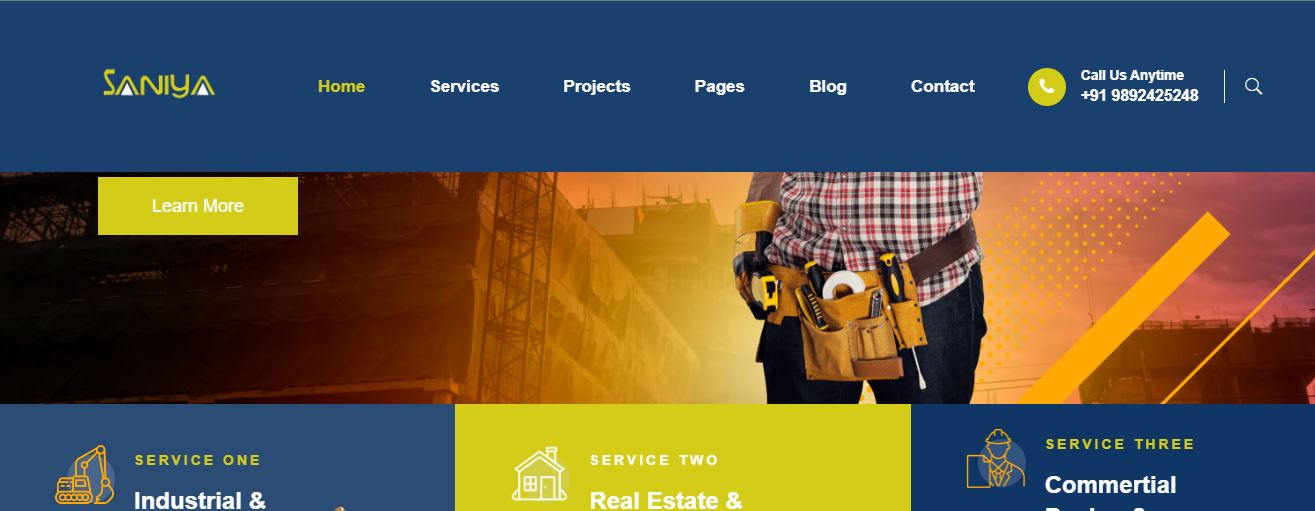 SANIYA
Home Services Projects Pages Blog Contact
Call Us Anytime
+91 9892425248
Learn More
SERVICE ONE
Industrial &
SERVICE TWO
Real Estate &
SERVICE THREE
Commertial